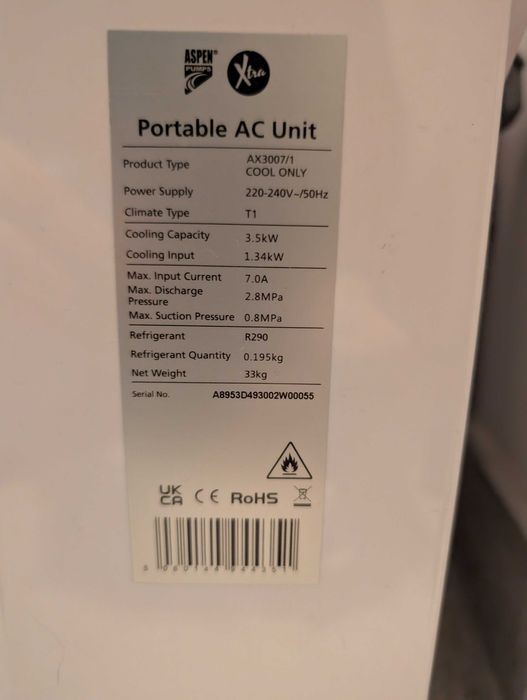 ASPEN®
PUMPS
Xtra
Portable AC Unit
Product Type AX3007/1
COOL ONLY
Power Supply 220-240V~/50Hz
Climate Type T1
Cooling Capacity 3.5kW
Cooling Input 1.34kW
Max. Input Current 7.0A
Max. Discharge
Pressure 2.8MPa
Max. Suction Pressure 0.8MPa
Refrigerant R290
Refrigerant Quantity 0.195kg
Net Weight 33kg
Serial No. A8953D493002W00055
UK
CA CE RoHS